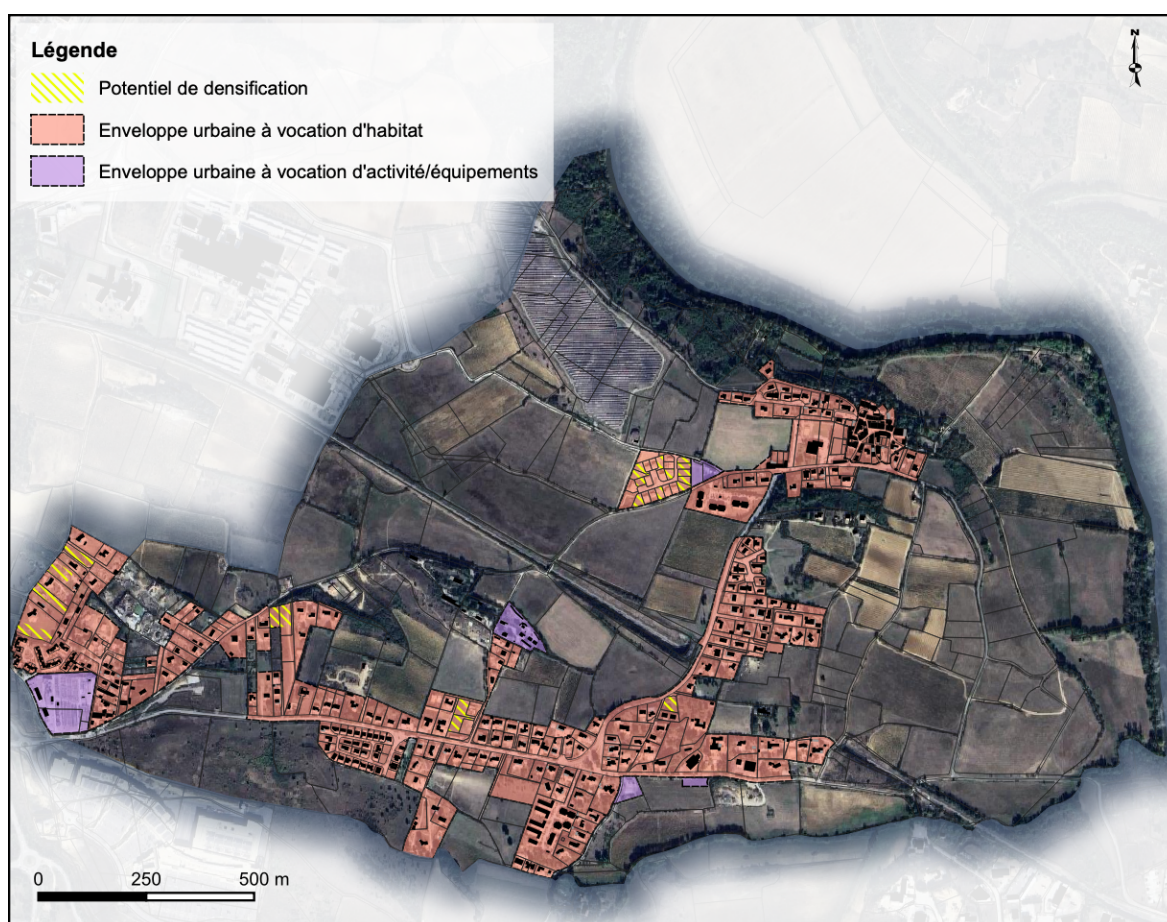 Légende
Potentiel de densification
Enveloppe urbaine à vocation d'habitat
Enveloppe urbaine à vocation d'activité/équipements
N
0 250 500 m